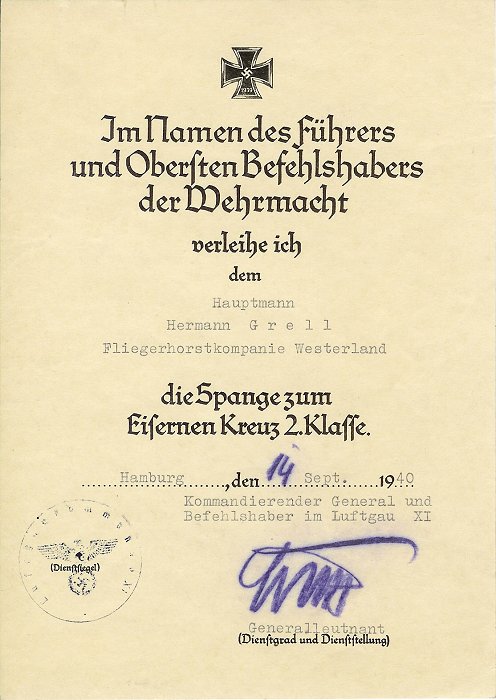 1939
Im Namen des Führers
und Obersten Befehlshabers
der Wehrmacht
verleihe ich
dem
Hauptmann
Hermann G r e l l
Fliegerhorstkompanie Westerland
die Spange zum
Eisernen Kreuz 2.Klasse.
Hamburg, den 14 Sept. 1940
Kommandierender General und
Befehlshaber im Luftgau XI
(Dienstsiegel)
Generalleutnant
(Dienstgrad und Dienststellung)